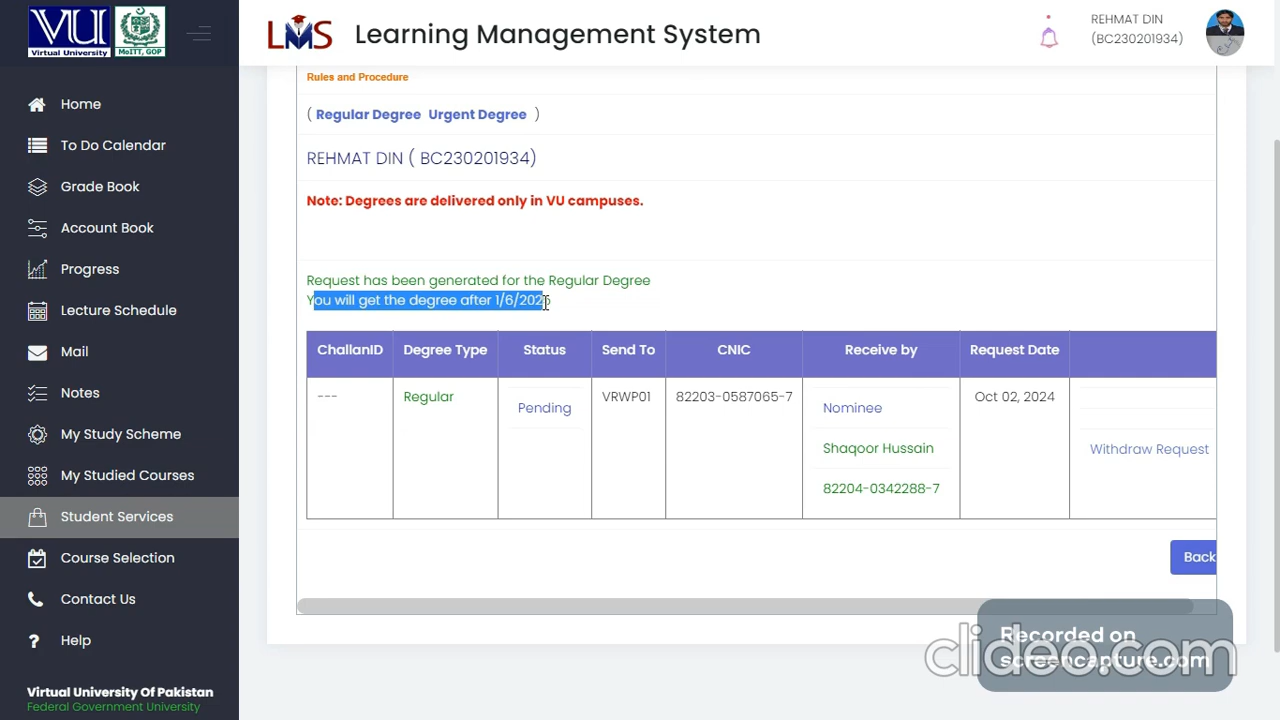 VU
Virtual University
MoITT, GOP
LMS
Learning Management System
REHMAT DIN
(BC230201934)
Home
To Do Calendar
Grade Book
Account Book
Progress
Lecture Schedule
Mail
Notes
My Study Scheme
My Studied Courses
Student Services
Course Selection
Contact Us
Help
Virtual University Of Pakistan
Federal Government University
Rules and Procedure
( Regular Degree Urgent Degree )
REHMAT DIN ( BC230201934)
Note: Degrees are delivered only in VU campuses.
Request has been generated for the Regular Degree
You will get the degree after
ChallanID Degree Type Status Send To CNIC Receive by Request Date
--- Regular Pending VRWP01 82203-0587065-7 Nominee Oct 02, 2024
Shaqoor Hussain Withdraw Request
82204-0342288-7
Back
Recorded on
screencapture.com
clideo.com